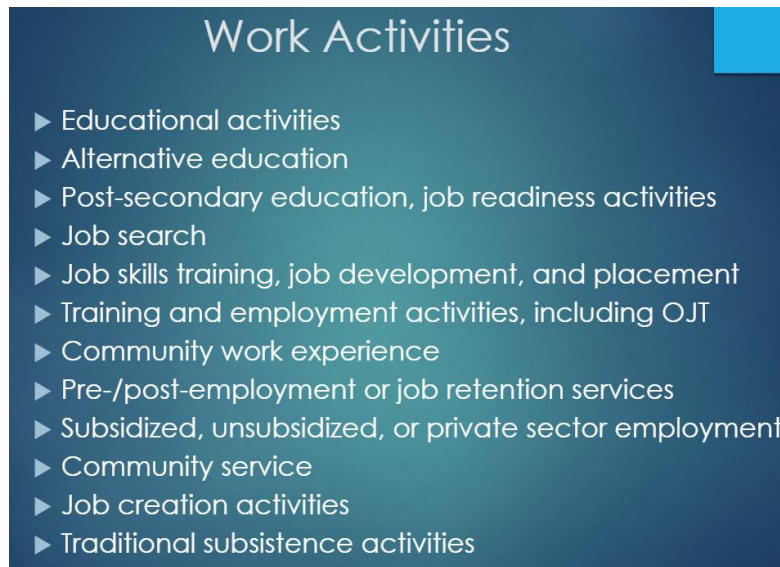 Work Activities
Educational activities
Alternative education
Post-secondary education, job readiness activities
Job search
Job skills training, job development, and placement
Training and employment activities, including OJT
Community work experience
Pre-/post-employment or job retention services
Subsidized, unsubsidized, or private sector employment
Community service
Job creation activities
Traditional subsistence activities